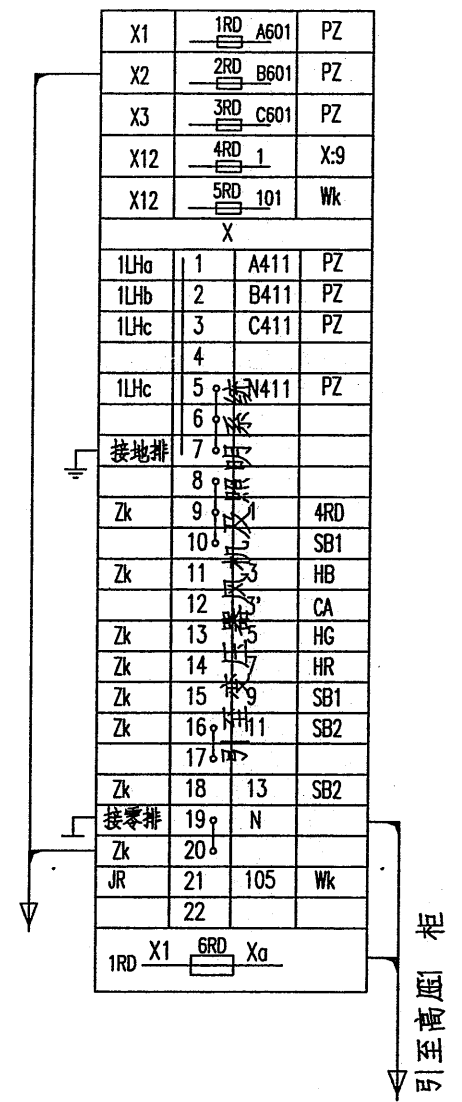 X1 1RD A601 PZ
X2 2RD B601 PZ
X3 3RD C601 PZ
X12 4RD 1 X:9
X12 5RD 101 Wk
X
1LHa 1 A411 PZ
1LHb 2 B411 PZ
1LHc 3 C411 PZ
4
1LHc 5 N411 PZ
6
接地排 7
8
Zk 9 1 4RD
10 SB1
Zk 11 3 HB
12 3' CA
Zk 13 5 HG
Zk 14 7 HR
Zk 15 9 SB1
Zk 16 11 SB2
17
Zk 18 13 SB2
接零排 19 N
Zk 20
JR 21 105 Wk
22
1RD X1 6RD Xa
引至变压器风机及照明系统
引至高压柜